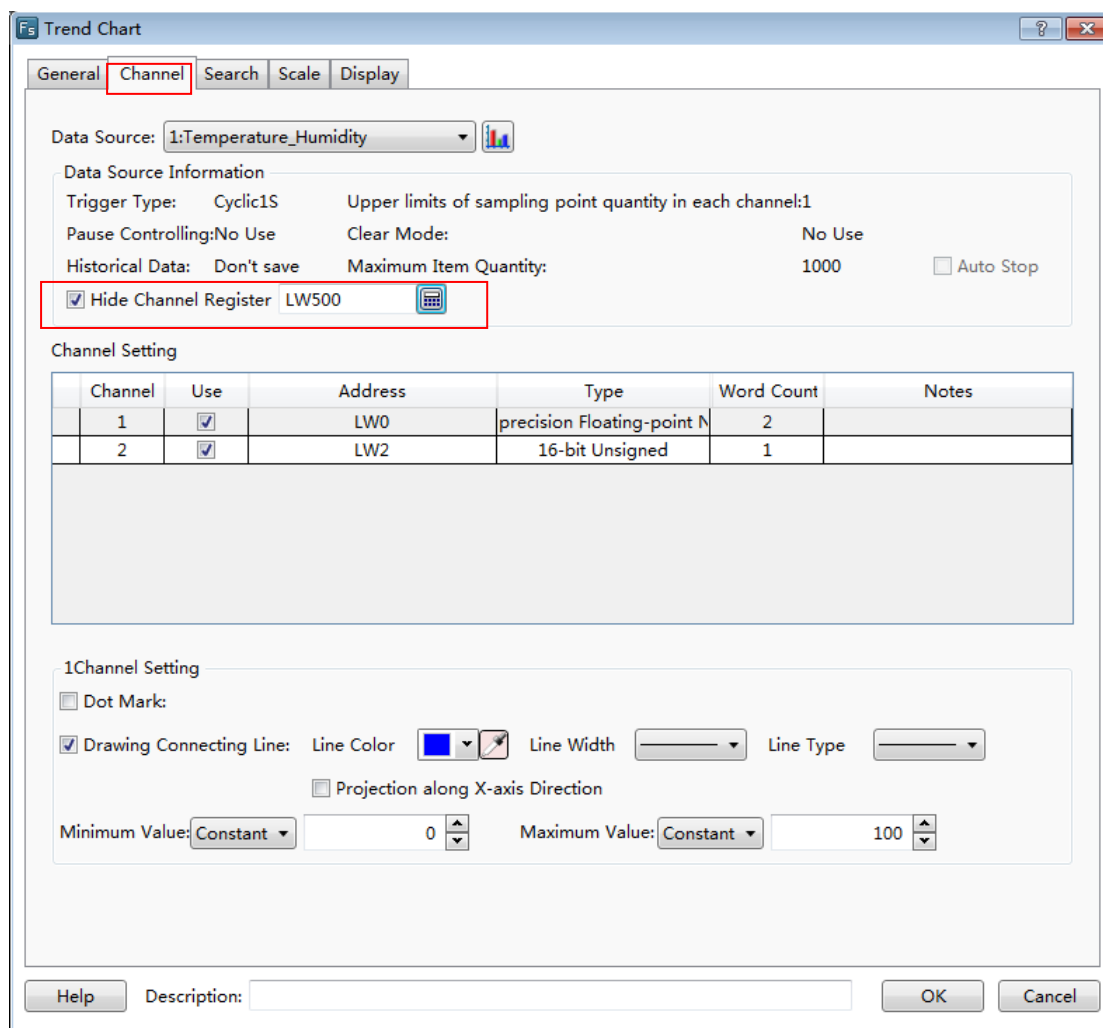 Fs Trend Chart
General Channel Search Scale Display
Data Source: 1:Temperature_Humidity
Data Source Information
Trigger Type: Cyclic1S Upper limits of sampling point quantity in each channel:1
Pause Controlling:No Use Clear Mode: No Use
Historical Data: Don't save Maximum Item Quantity: 1000 Auto Stop
Hide Channel Register LW500
Channel Setting
Channel Use Address Type Word Count Notes
1 LW0 precision Floating-point N 2
2 LW2 16-bit Unsigned 1
1Channel Setting
Dot Mark:
Drawing Connecting Line: Line Color Line Width Line Type
Projection along X-axis Direction
Minimum Value: Constant 0 Maximum Value: Constant 100
Help Description: OK Cancel